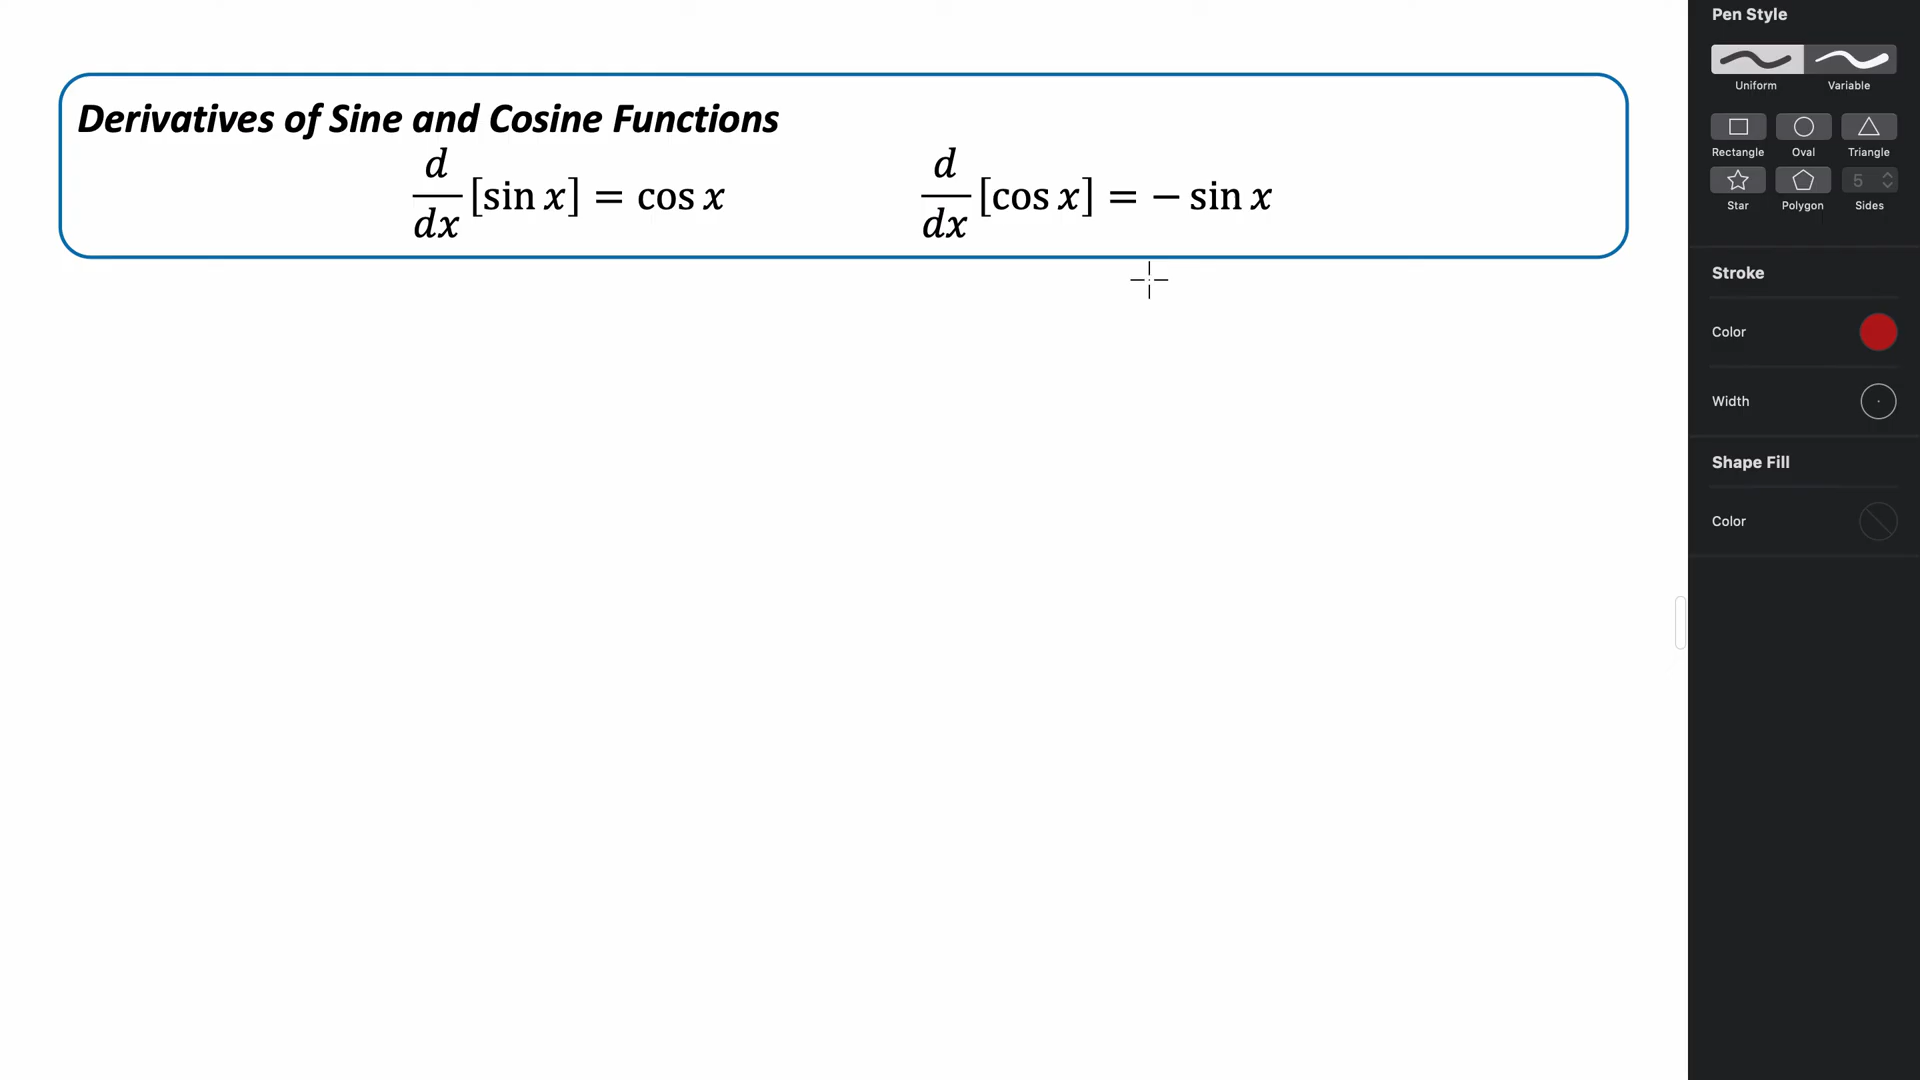 Derivatives of Sine and Cosine Functions
d/dx [sin x] = cos x    d/dx [cos x] = − sin x
Pen Style
Uniform Variable
Rectangle Oval Triangle
5
Star Polygon Sides
Stroke
Color
Width
Shape Fill
Color